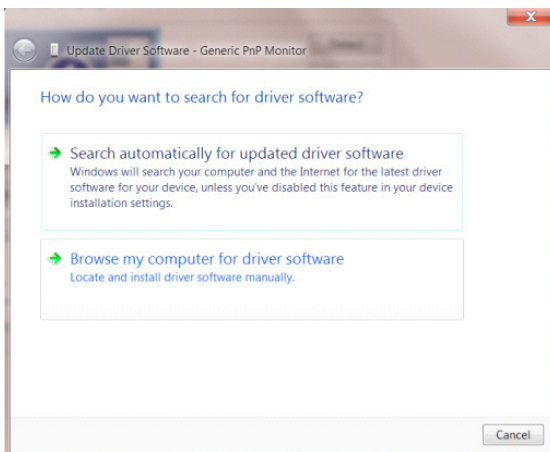 Update Driver Software - Generic PnP Monitor
How do you want to search for driver software?
Search automatically for updated driver software
Windows will search your computer and the Internet for the latest driver
software for your device, unless you've disabled this feature in your device
installation settings.
Browse my computer for driver software
Locate and install driver software manually.
Cancel